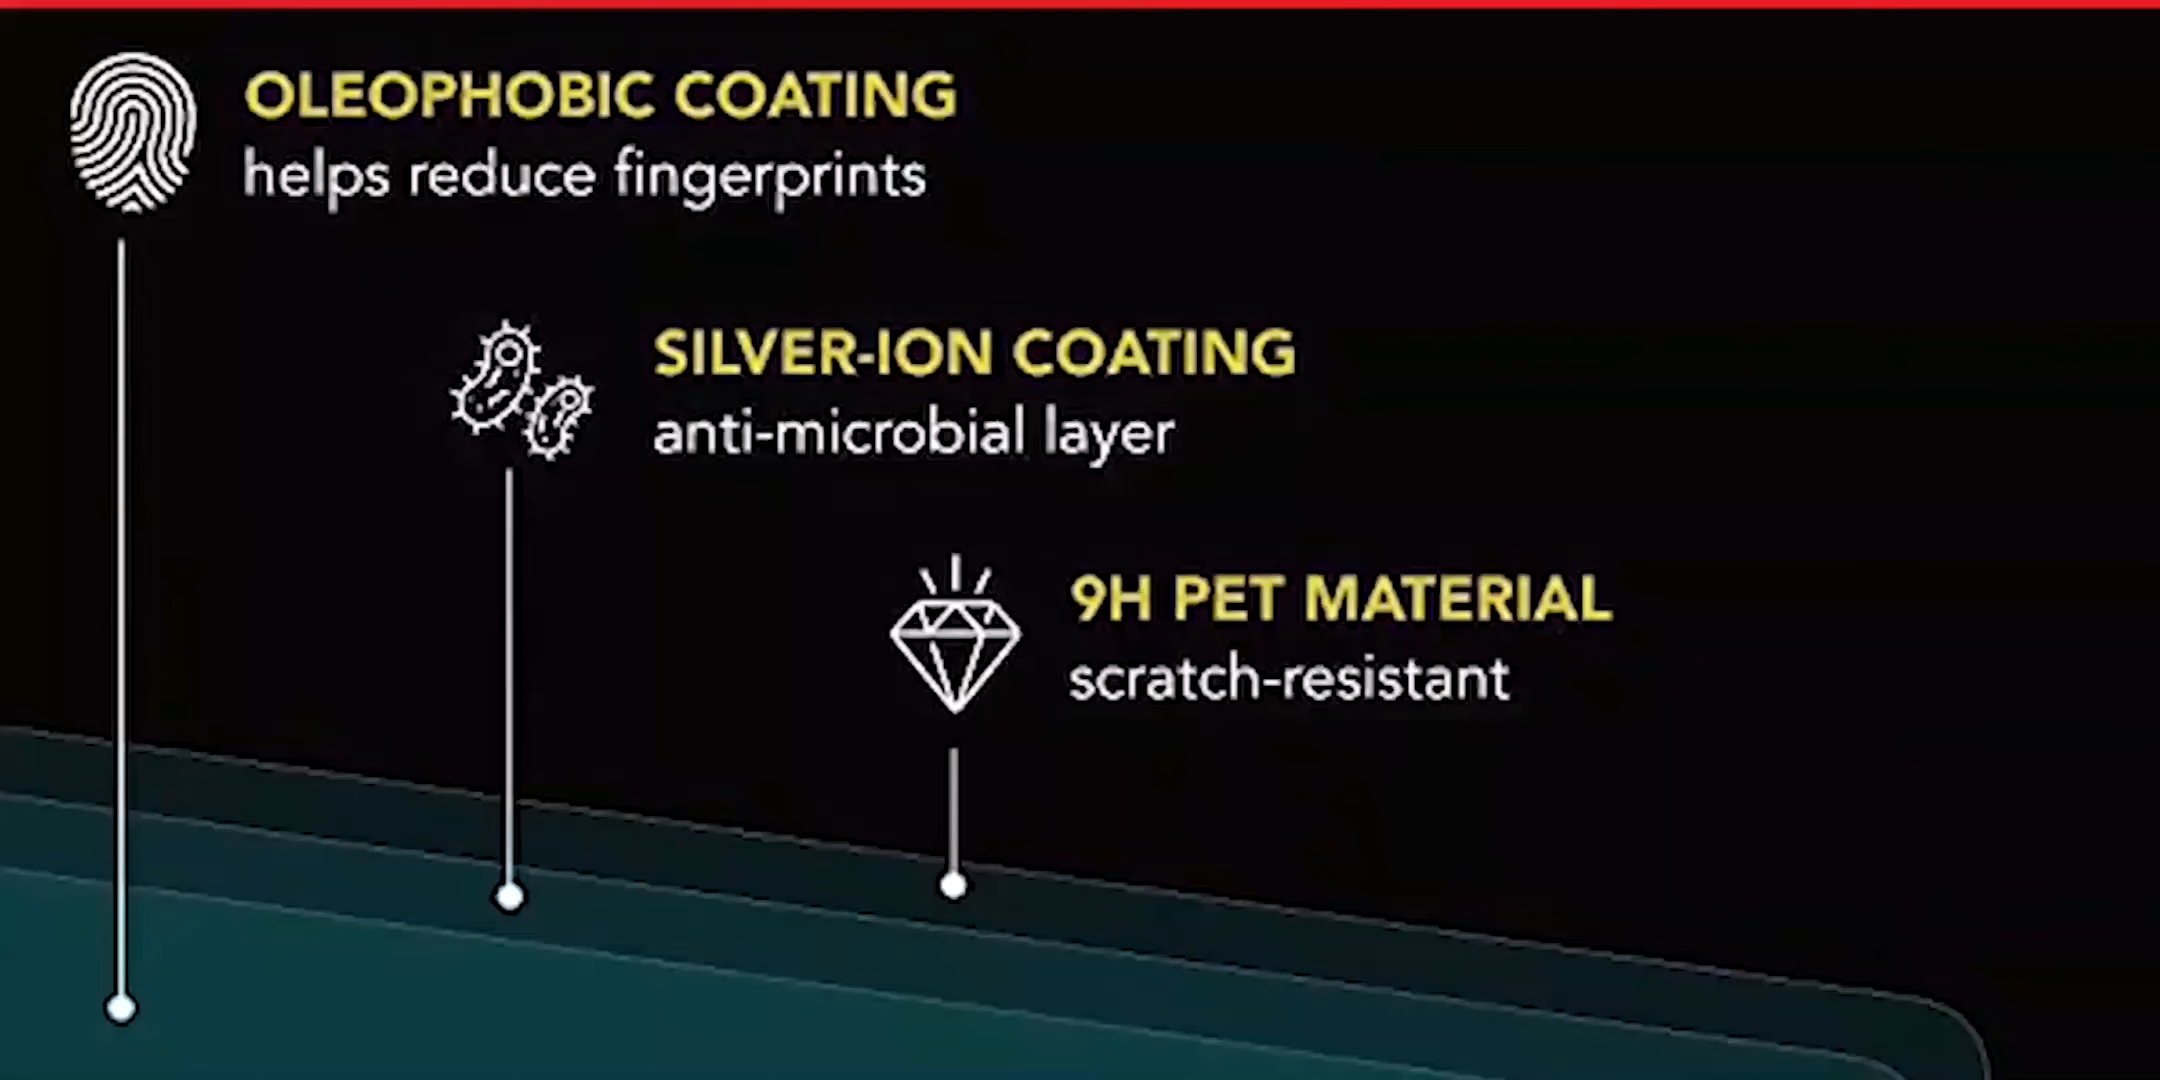 OLEOPHOBIC COATING
helps reduce fingerprints
SILVER-ION COATING
anti-microbial layer
9H PET MATERIAL
scratch-resistant